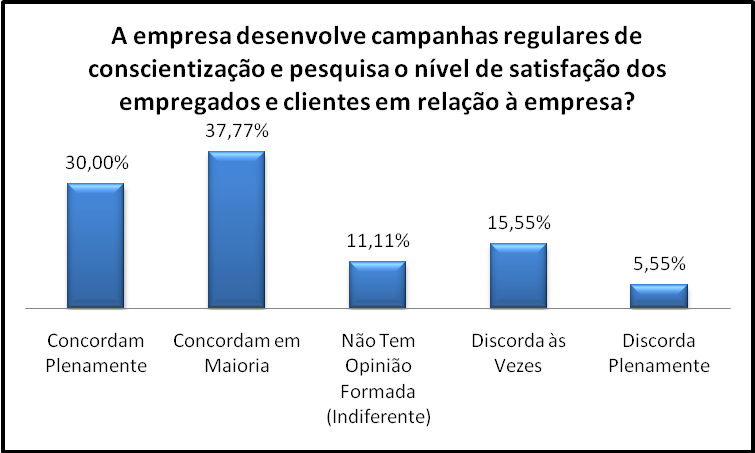 A empresa desenvolve campanhas regulares de
conscientização e pesquisa o nível de satisfação dos
empregados e clientes em relação à empresa?
30,00%
37,77%
11,11%
15,55%
5,55%
Concordam
Plenamente
Concordam em
Maioria
Não Tem
Opinião
Formada
(Indiferente)
Discorda às
Vezes
Discorda
Plenamente